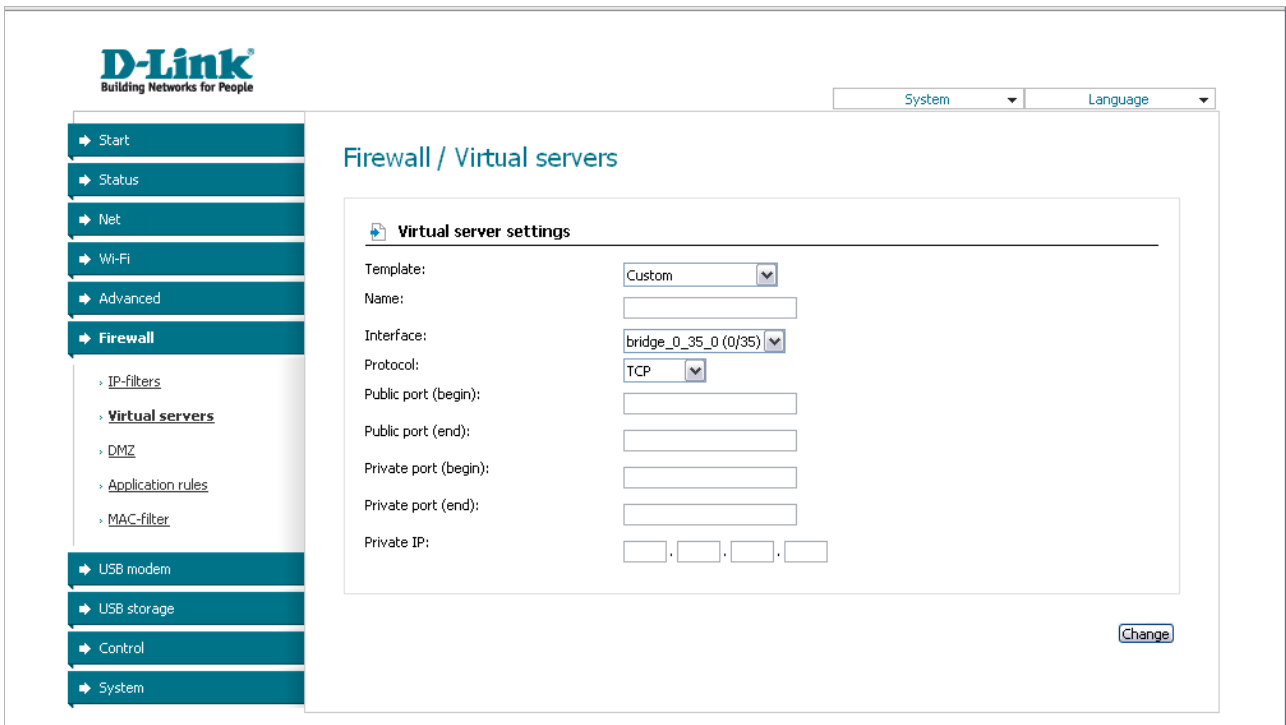 D-Link
Building Networks for People
System
Language
Start
Status
Net
Wi-Fi
Advanced
Firewall
IP-filters
Virtual servers
DMZ
Application rules
MAC-filter
USB modem
USB storage
Control
System
Firewall / Virtual servers
Virtual server settings
Template: Custom
Name:
Interface: bridge_0_35_0 (0/35)
Protocol: TCP
Public port (begin):
Public port (end):
Private port (begin):
Private port (end):
Private IP: . . .
Change